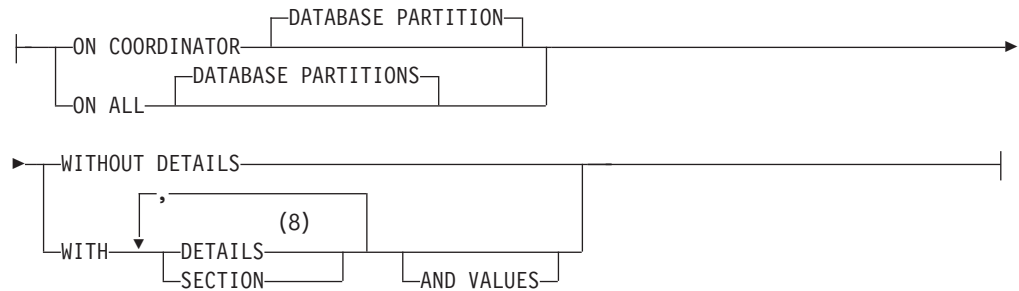 DATABASE PARTITION
ON COORDINATOR
DATABASE PARTITIONS
ON ALL
WITHOUT DETAILS
,
(8)
WITH DETAILS
SECTION AND VALUES